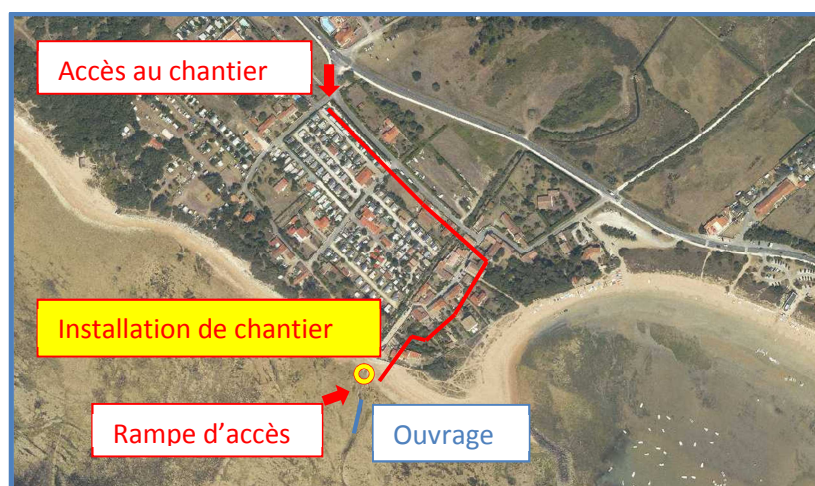 Accès au chantier
Installation de chantier
Rampe d'accès
Ouvrage